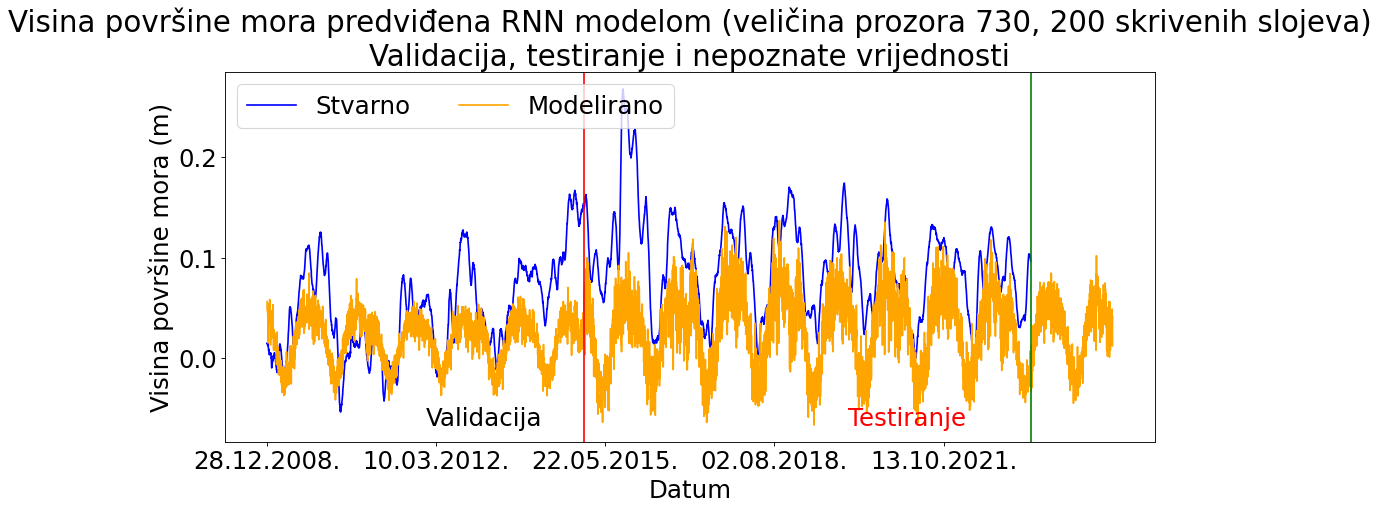 Visina površine mora predviđena RNN modelom (veličina prozora 730, 200 skrivenih slojeva)
Validacija, testiranje i nepoznate vrijednosti
Stvarno
Modelirano
Visina površine mora (m)
0.2
0.1
0.0
Validacija
Testiranje
28.12.2008.
10.03.2012.
22.05.2015.
02.08.2018.
13.10.2021.
Datum